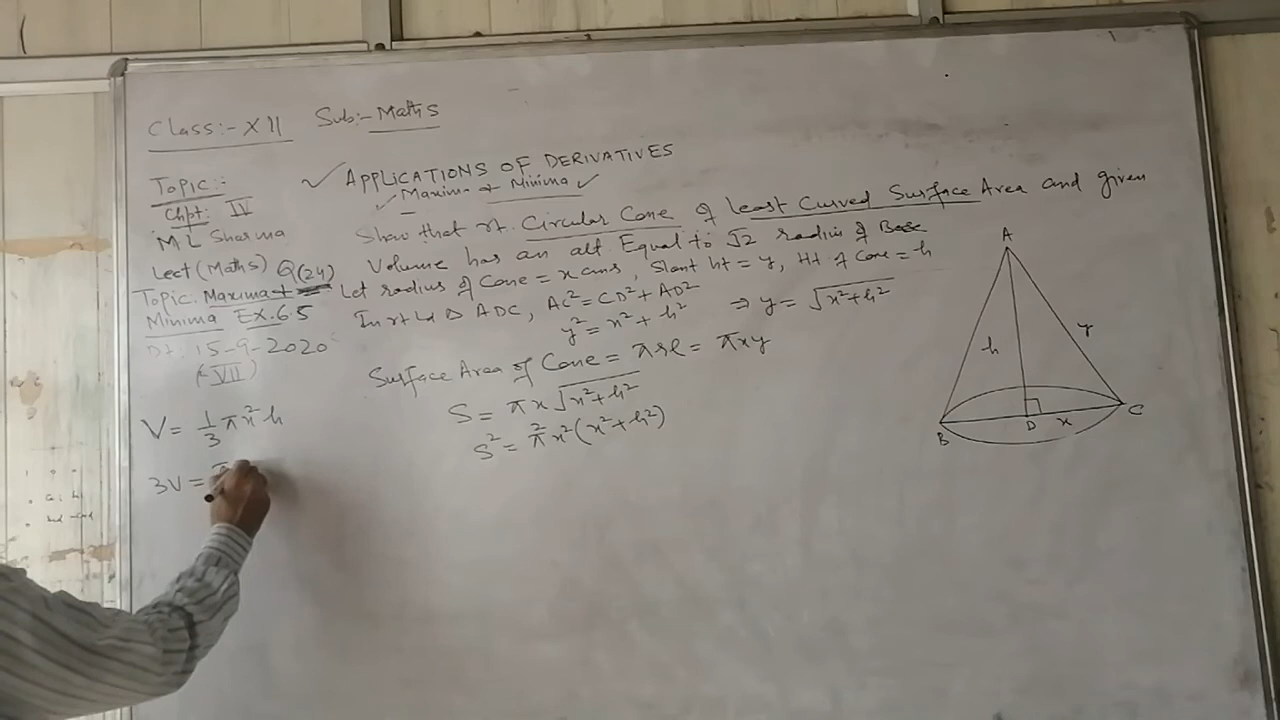 Class:- XII Sub:- Maths
Topic:- ✓ APPLICATIONS OF DERIVATIVES
Chpt: IV ✓ Maxima + Minima ✓
M L Sharma Show that rt. Circular Cone of least Curved Surface Area and given
Lect (Maths) Q(24) Volume has an alt Equal to √2 radius of Base
Topic. Maxima + Let radius of Cone = x cms, Slant ht = y, Ht of Cone = h
Minima EX. 6.5 In rt Ld Δ ADC, AC² = CD² + AD²
y² = x² + h² ⇒ y = √(x² + h²)
Dt: 15-9-2020
(-VII)
Surface Area of Cone = πrl = πxy
S = πx√(x² + h²)
S² = π²x²(x² + h²)
V = 1/3 πx²h
3V = π
A
h
y
B
D
x
C